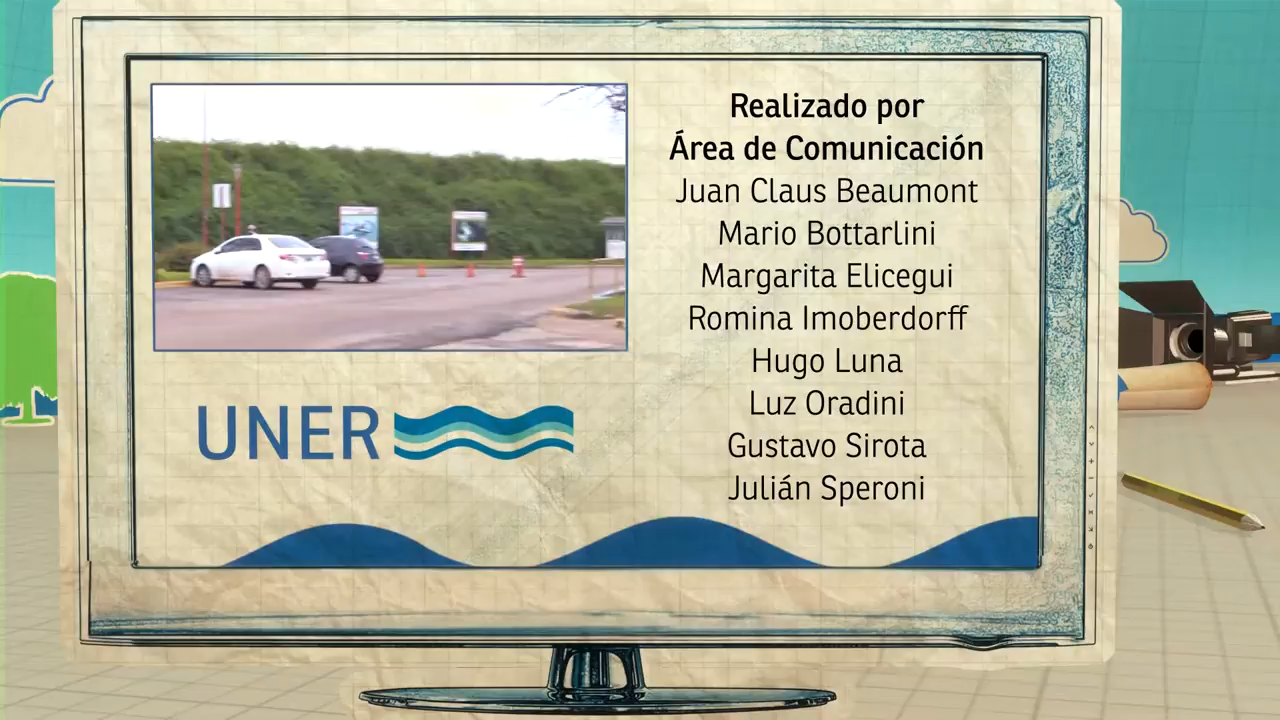 Realizado por
Área de Comunicación
Juan Claus Beaumont
Mario Bottarlini
Margarita Elicegui
Romina Imoberdorff
Hugo Luna
Luz Oradini
Gustavo Sirota
Julián Speroni
UNER